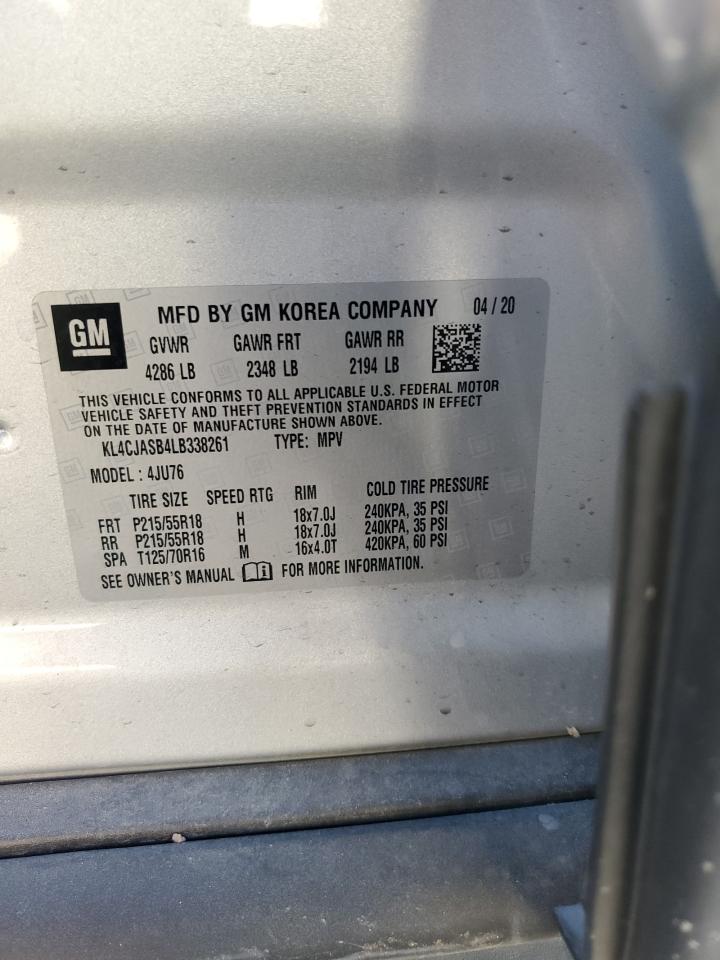 GM
MFD BY GM KOREA COMPANY 04 / 20
GVWR GAWR FRT GAWR RR
4286 LB 2348 LB 2194 LB
THIS VEHICLE CONFORMS TO ALL APPLICABLE U.S. FEDERAL MOTOR
VEHICLE SAFETY AND THEFT PREVENTION STANDARDS IN EFFECT
ON THE DATE OF MANUFACTURE SHOWN ABOVE.
KL4CJASB4LB338261 TYPE: MPV
MODEL : 4JU76
TIRE SIZE SPEED RTG RIM COLD TIRE PRESSURE
FRT P215/55R18 H 18x7.0J 240KPA, 35 PSI
RR P215/55R18 H 18x7.0J 240KPA, 35 PSI
SPA T125/70R16 M 16x4.0T 420KPA, 60 PSI
SEE OWNER'S MANUAL FOR MORE INFORMATION.